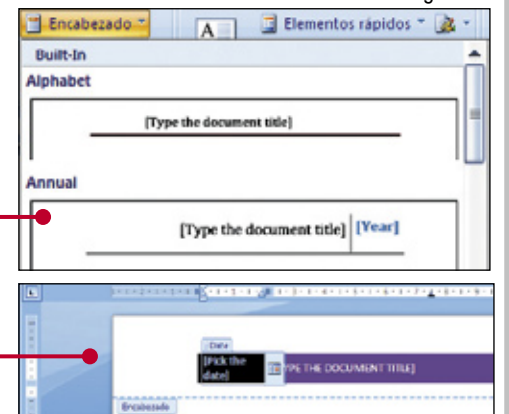 Encabezado
A
Elementos rápidos
Built-In
Alphabet
[Type the document title]
Annual
[Type the document title] [Year]
Date
[Pick the date]
YPE THE DOCUMENT TITLE]
Encabezado